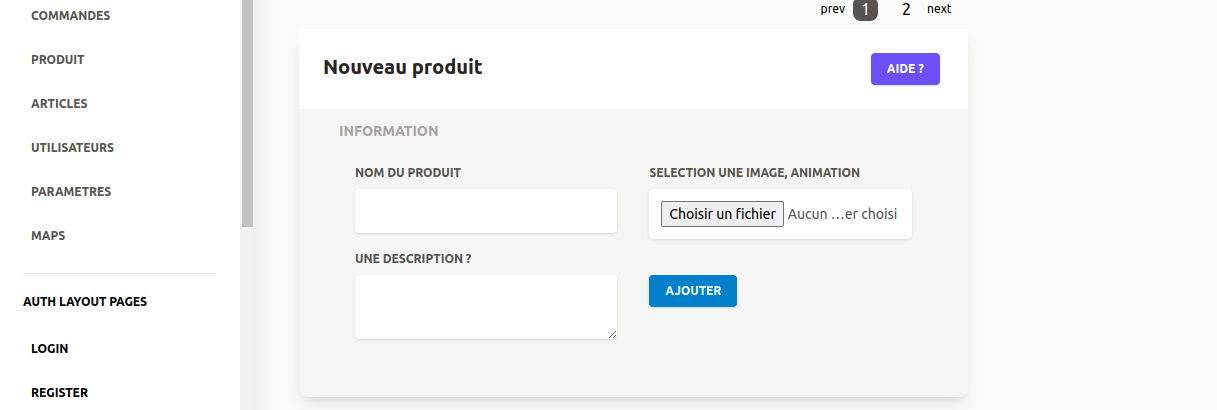 COMMANDES
PRODUIT
ARTICLES
UTILISATEURS
PARAMETRES
MAPS
AUTH LAYOUT PAGES
LOGIN
REGISTER
prev 1 2 next
Nouveau produit
AIDE ?
INFORMATION
NOM DU PRODUIT
SELECTION UNE IMAGE, ANIMATION
Choisir un fichier Aucun …er choisi
UNE DESCRIPTION ?
AJOUTER